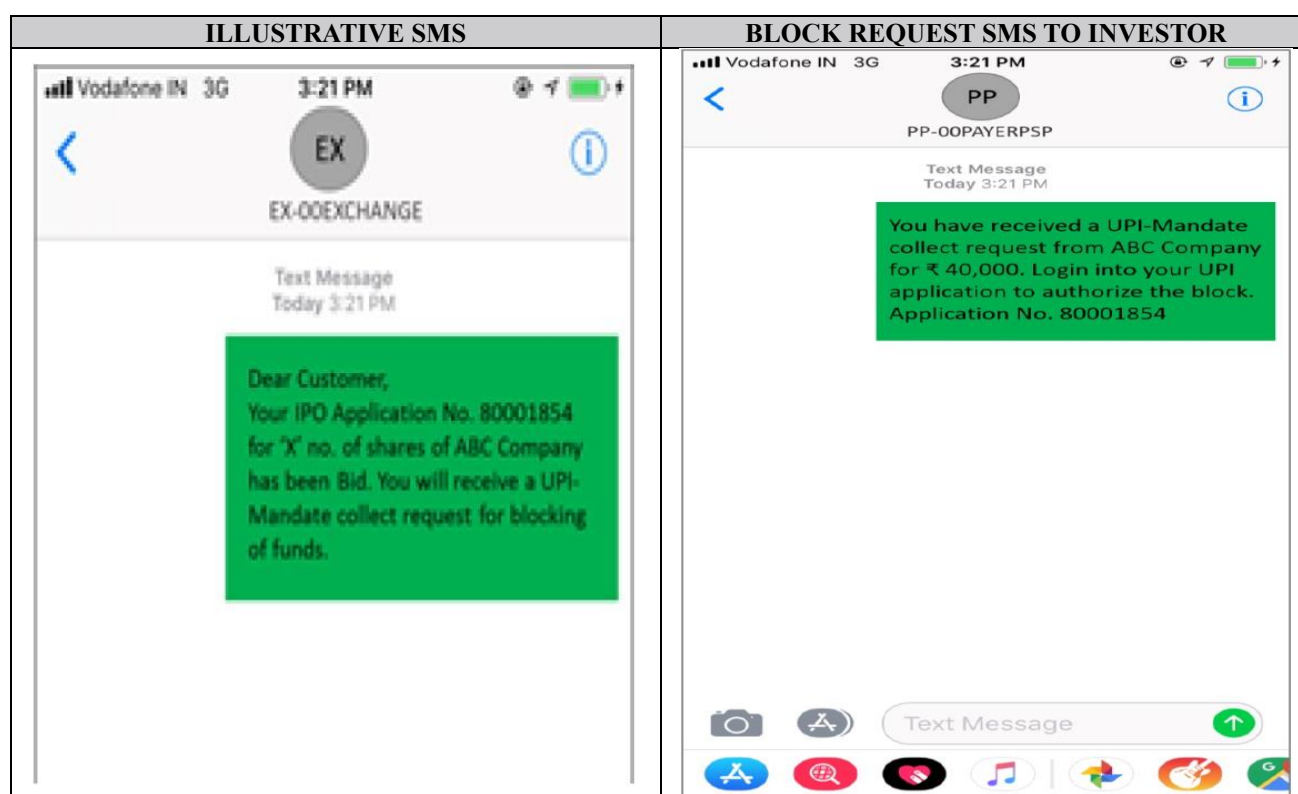 ILLUSTRATIVE SMS
Vodafone IN 3G 3:21 PM
EX
EX-00EXCHANGE
Text Message
Today 3:21 PM
Dear Customer,
Your IPO Application No. 80001854
for 'X' no. of shares of ABC Company
has been Bid. You will receive a UPI-
Mandate collect request for blocking
of funds.
BLOCK REQUEST SMS TO INVESTOR
Vodafone IN 3G 3:21 PM
PP
PP-00PAYERPSP
Text Message
Today 3:21 PM
You have received a UPI-Mandate
collect request from ABC Company
for ₹ 40,000. Login into your UPI
application to authorize the block.
Application No. 80001854
Text Message
G